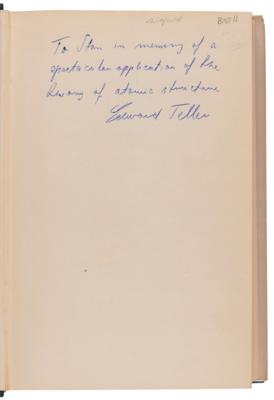 signed
To Stan in memory of a
spectacular application of the
theory of atomic structure
Edward Teller